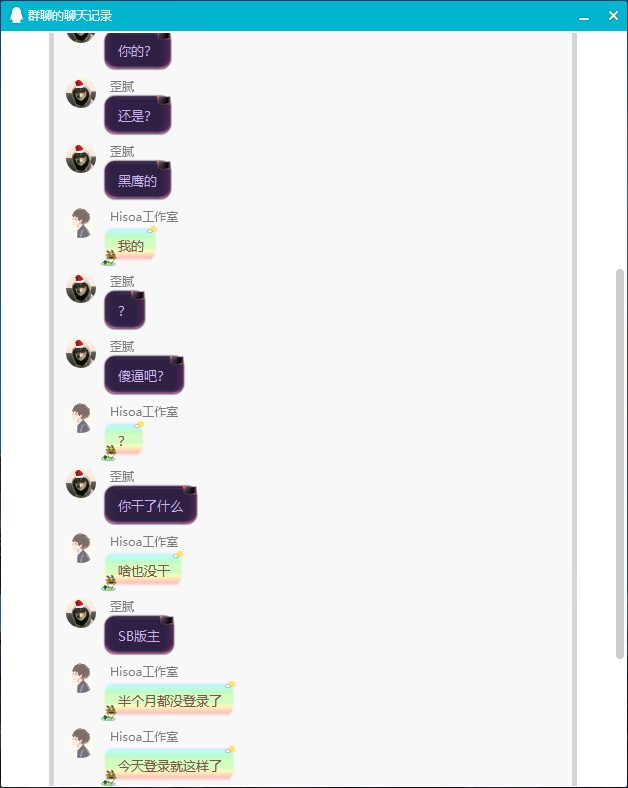 群聊的聊天记录
你的?
歪腻
还是?
歪腻
黑鹰的
Hisoa工作室
我的
歪腻
?
歪腻
傻逼吧?
Hisoa工作室
?
歪腻
你干了什么
Hisoa工作室
啥也没干
歪腻
SB版主
Hisoa工作室
半个月都没登录了
Hisoa工作室
今天登录就这样了